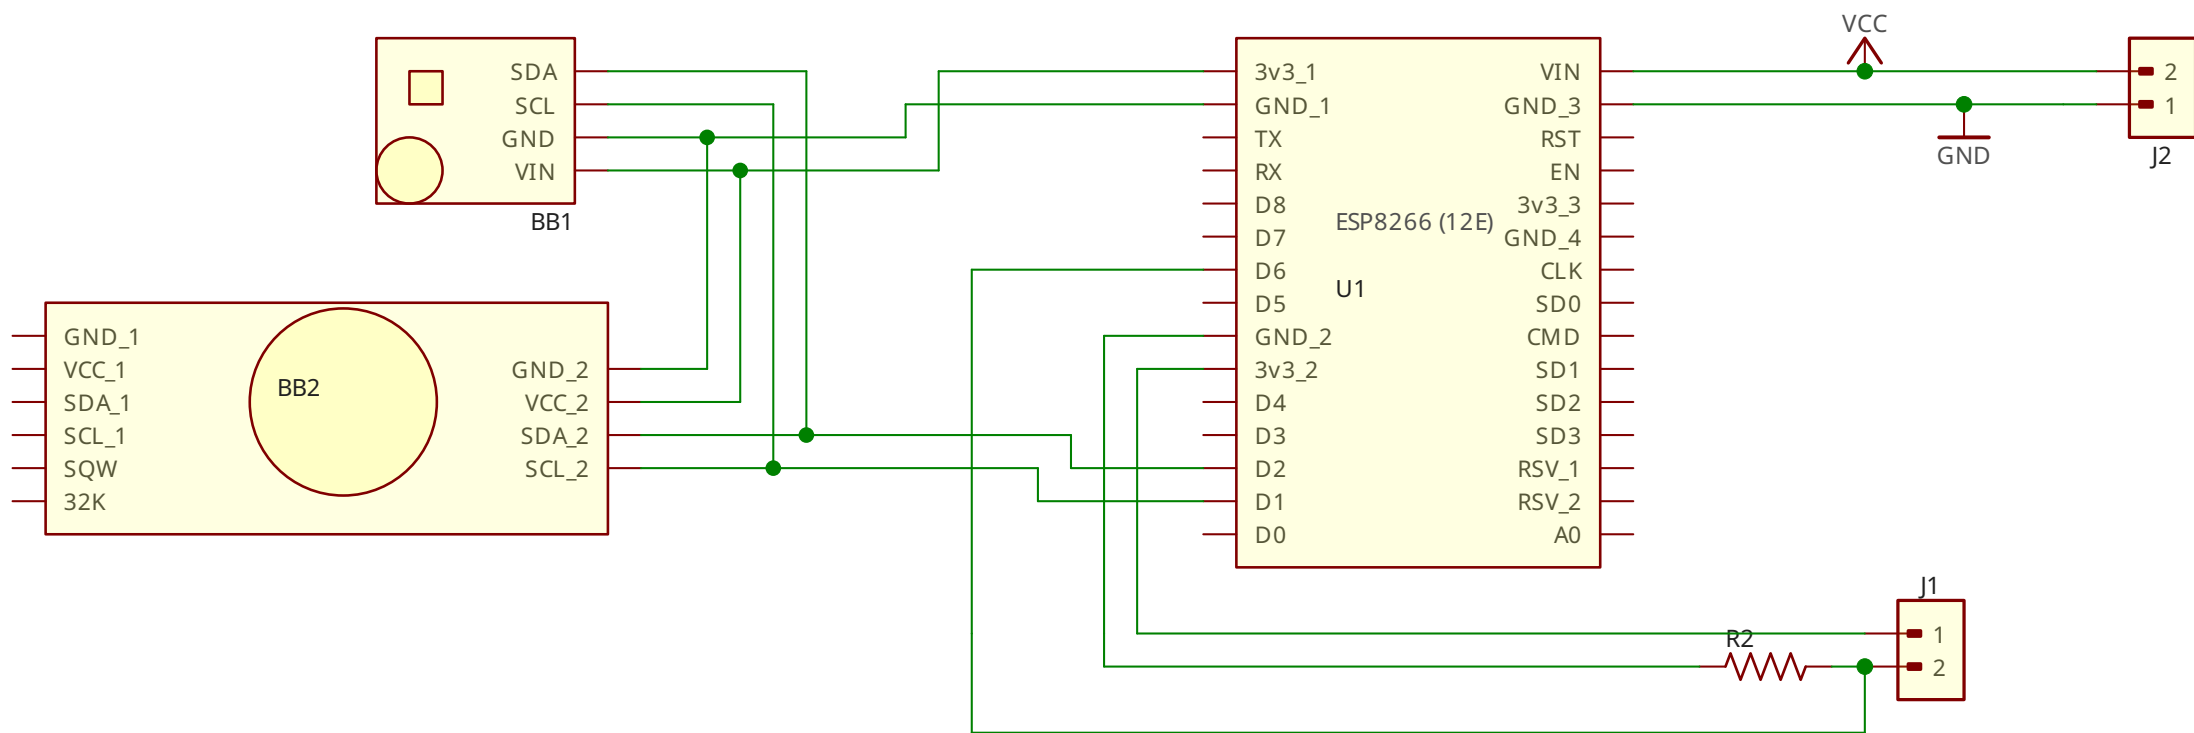 VCC
SDA
SCL
GND
VIN
BB1
3v3_1
GND_1
TX
RX
D8
D7
D6
D5
GND_2
3v3_2
D4
D3
D2
D1
D0
ESP8266 (12E)
U1
VIN
GND_3
RST
EN
3v3_3
GND_4
CLK
SD0
CMD
SD1
SD2
SD3
RSV_1
RSV_2
A0
GND
2
1
J2
GND_1
VCC_1
SDA_1
SCL_1
SQW
32K
BB2
GND_2
VCC_2
SDA_2
SCL_2
J1
R2
1
2